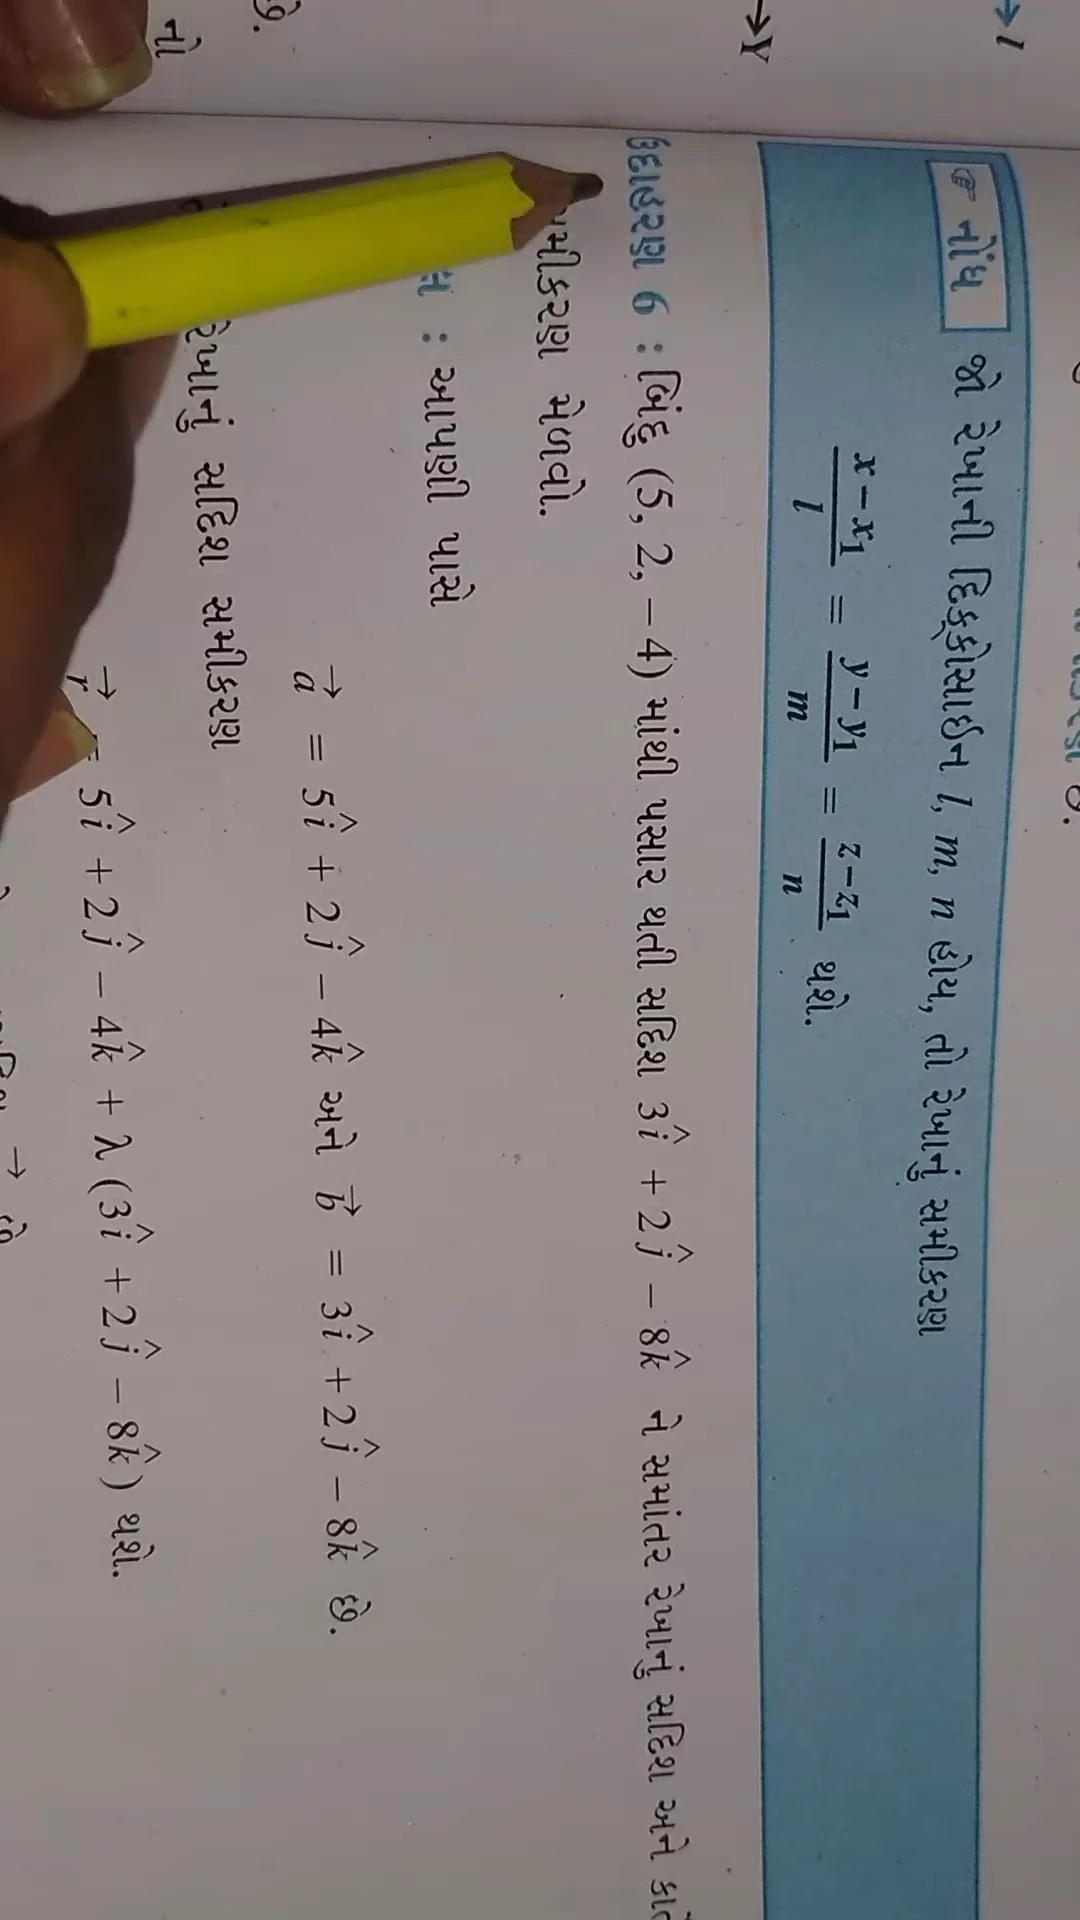 → l
→ Y
☞ નોંધ જો રેખાની દિક્કોસાઇન l, m, n હોય, તો રેખાનું સમીકરણ
x – x₁ / l = y – y₁ / m = z – z₁ / n થશે.
ઉદાહરણ 6 : બિંદુ (5, 2, – 4) માંથી પસાર થતી સદિશ 3î + 2ĵ – 8k̂ ને સમાંતર રેખાનું સદિશ અને
સમીકરણ મેળવો.
: આપણી પાસે
a⃗ = 5î + 2ĵ – 4k̂ અને b⃗ = 3î + 2ĵ – 8k̂ છે.
છે.
રેખાનું સદિશ સમીકરણ
નો
r⃗ = 5î + 2ĵ – 4k̂ + λ (3î + 2ĵ – 8k̂) થશે.